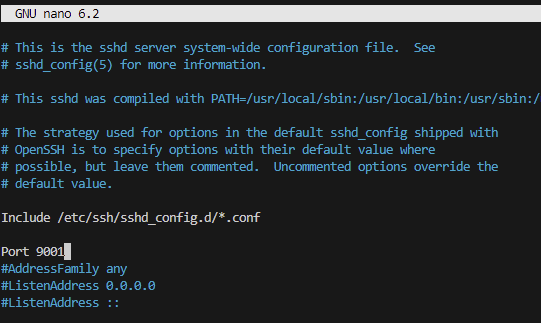 GNU nano 6.2
# This is the sshd server system-wide configuration file.  See
# sshd_config(5) for more information.
# This sshd was compiled with PATH=/usr/local/sbin:/usr/local/bin:/usr/sbin:/
# The strategy used for options in the default sshd_config shipped with
# OpenSSH is to specify options with their default value where
# possible, but leave them commented.  Uncommented options override the
# default value.
Include /etc/ssh/sshd_config.d/*.conf
Port 9001
#AddressFamily any
#ListenAddress 0.0.0.0
#ListenAddress ::